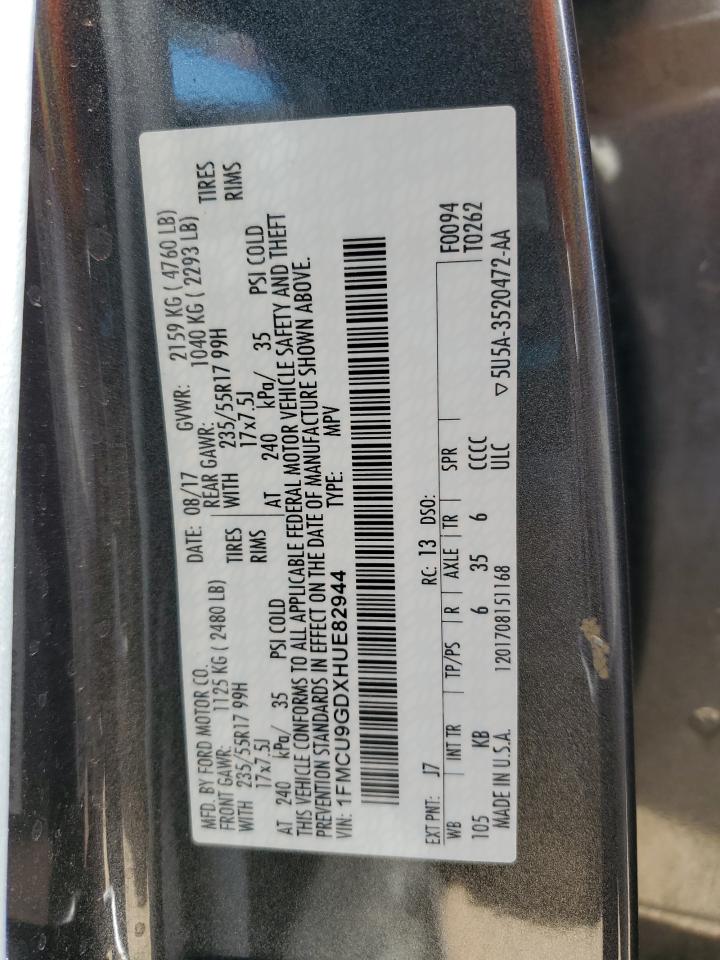 MFD. BY FORD MOTOR CO. DATE: 08/17 GVWR: 2159 KG ( 4760 LB)
FRONT GAWR: 1125 KG ( 2480 LB) REAR GAWR: 1040 KG ( 2293 LB)
WITH 235/55R17 99H TIRES WITH 235/55R17 99H TIRES
17x7.5J RIMS 17x7.5J RIMS
AT 240 kPa/ 35 PSI COLD AT 240 kPa/ 35 PSI COLD
THIS VEHICLE CONFORMS TO ALL APPLICABLE FEDERAL MOTOR VEHICLE SAFETY AND THEFT
PREVENTION STANDARDS IN EFFECT ON THE DATE OF MANUFACTURE SHOWN ABOVE.
VIN: 1FMCU9GDXHUE82944 TYPE: MPV
EXT PNT: J7 RC: 13 DSO: F0094
WB INT TR TP/PS R AXLE TR SPR T0262
105 KB 6 35 6 CCCC
MADE IN U.S.A. 1201708151168 ULC ▽ 5U5A-3520472-AA